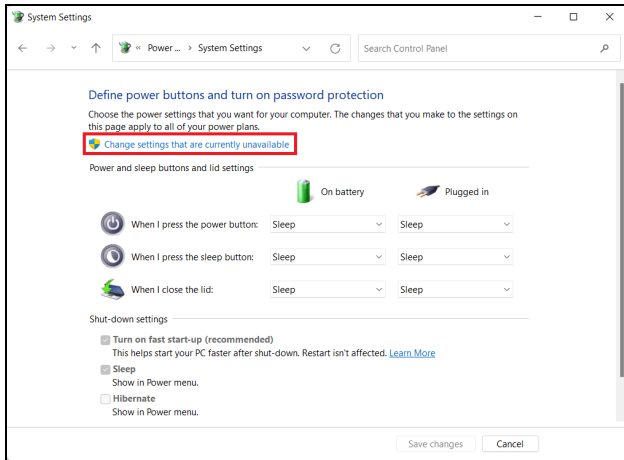 System Settings
« Power ... › System Settings
Search Control Panel
Define power buttons and turn on password protection
Choose the power settings that you want for your computer. The changes that you make to the settings on
this page apply to all of your power plans.
Change settings that are currently unavailable
Power and sleep buttons and lid settings
On battery Plugged in
When I press the power button: Sleep Sleep
When I press the sleep button: Sleep Sleep
When I close the lid: Sleep Sleep
Shut-down settings
Turn on fast start-up (recommended)
This helps start your PC faster after shut-down. Restart isn't affected. Learn More
Sleep
Show in Power menu.
Hibernate
Show in Power menu.
Save changes Cancel